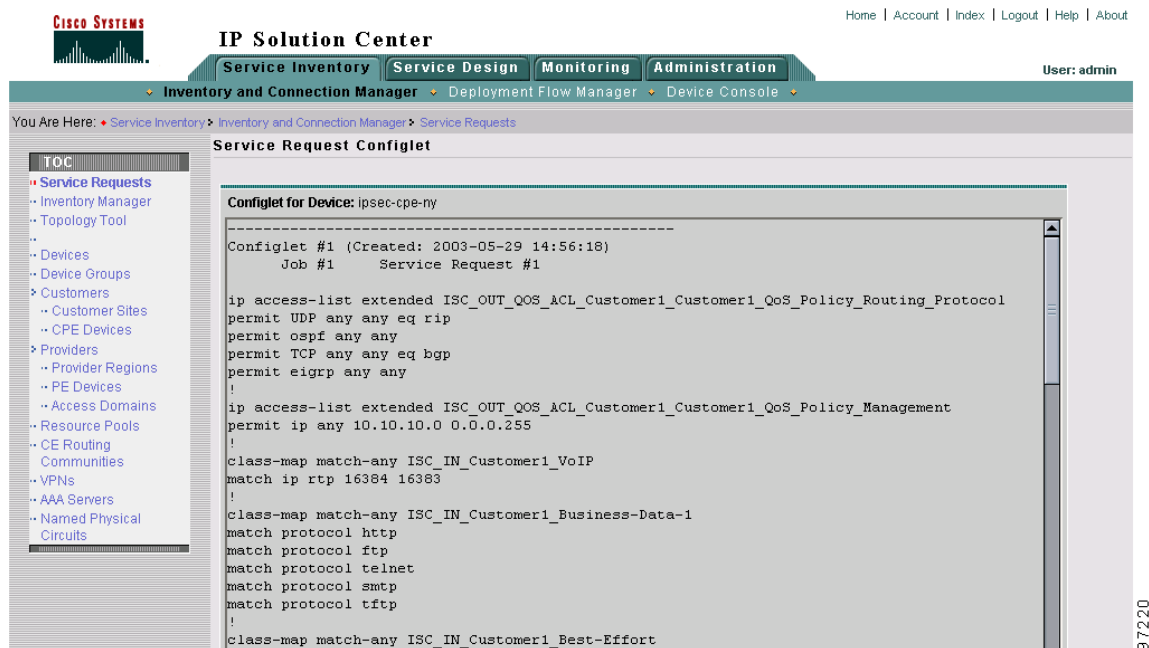 Home | Account | Index | Logout | Help | About
CISCO SYSTEMS
IP Solution Center
Service Inventory Service Design Monitoring Administration
User: admin
Inventory and Connection Manager Deployment Flow Manager Device Console
You Are Here: Service Inventory Inventory and Connection Manager Service Requests
Service Request Configlet
TOC
Service Requests
Inventory Manager
Topology Tool
Devices
Device Groups
Customers
Customer Sites
CPE Devices
Providers
Provider Regions
PE Devices
Access Domains
Resource Pools
CE Routing
Communities
VPNs
AAA Servers
Named Physical
Circuits
Configlet for Device: ipsec-cpe-ny
--------------------------------------------------
Configlet #1 (Created: 2003-05-29 14:56:18)
Job #1 Service Request #1
ip access-list extended ISC_OUT_QOS_ACL_Customer1_Customer1_QoS_Policy_Routing_Protocol
permit UDP any any eq rip
permit ospf any any
permit TCP any any eq bgp
permit eigrp any any
!
ip access-list extended ISC_OUT_QOS_ACL_Customer1_Customer1_QoS_Policy_Management
permit ip any 10.10.10.0 0.0.0.255
!
class-map match-any ISC_IN_Customer1_VoIP
match ip rtp 16384 16383
!
class-map match-any ISC_IN_Customer1_Business-Data-1
match protocol http
match protocol ftp
match protocol telnet
match protocol smtp
match protocol tftp
!
class-map match-any ISC_IN_Customer1_Best-Effort
97220